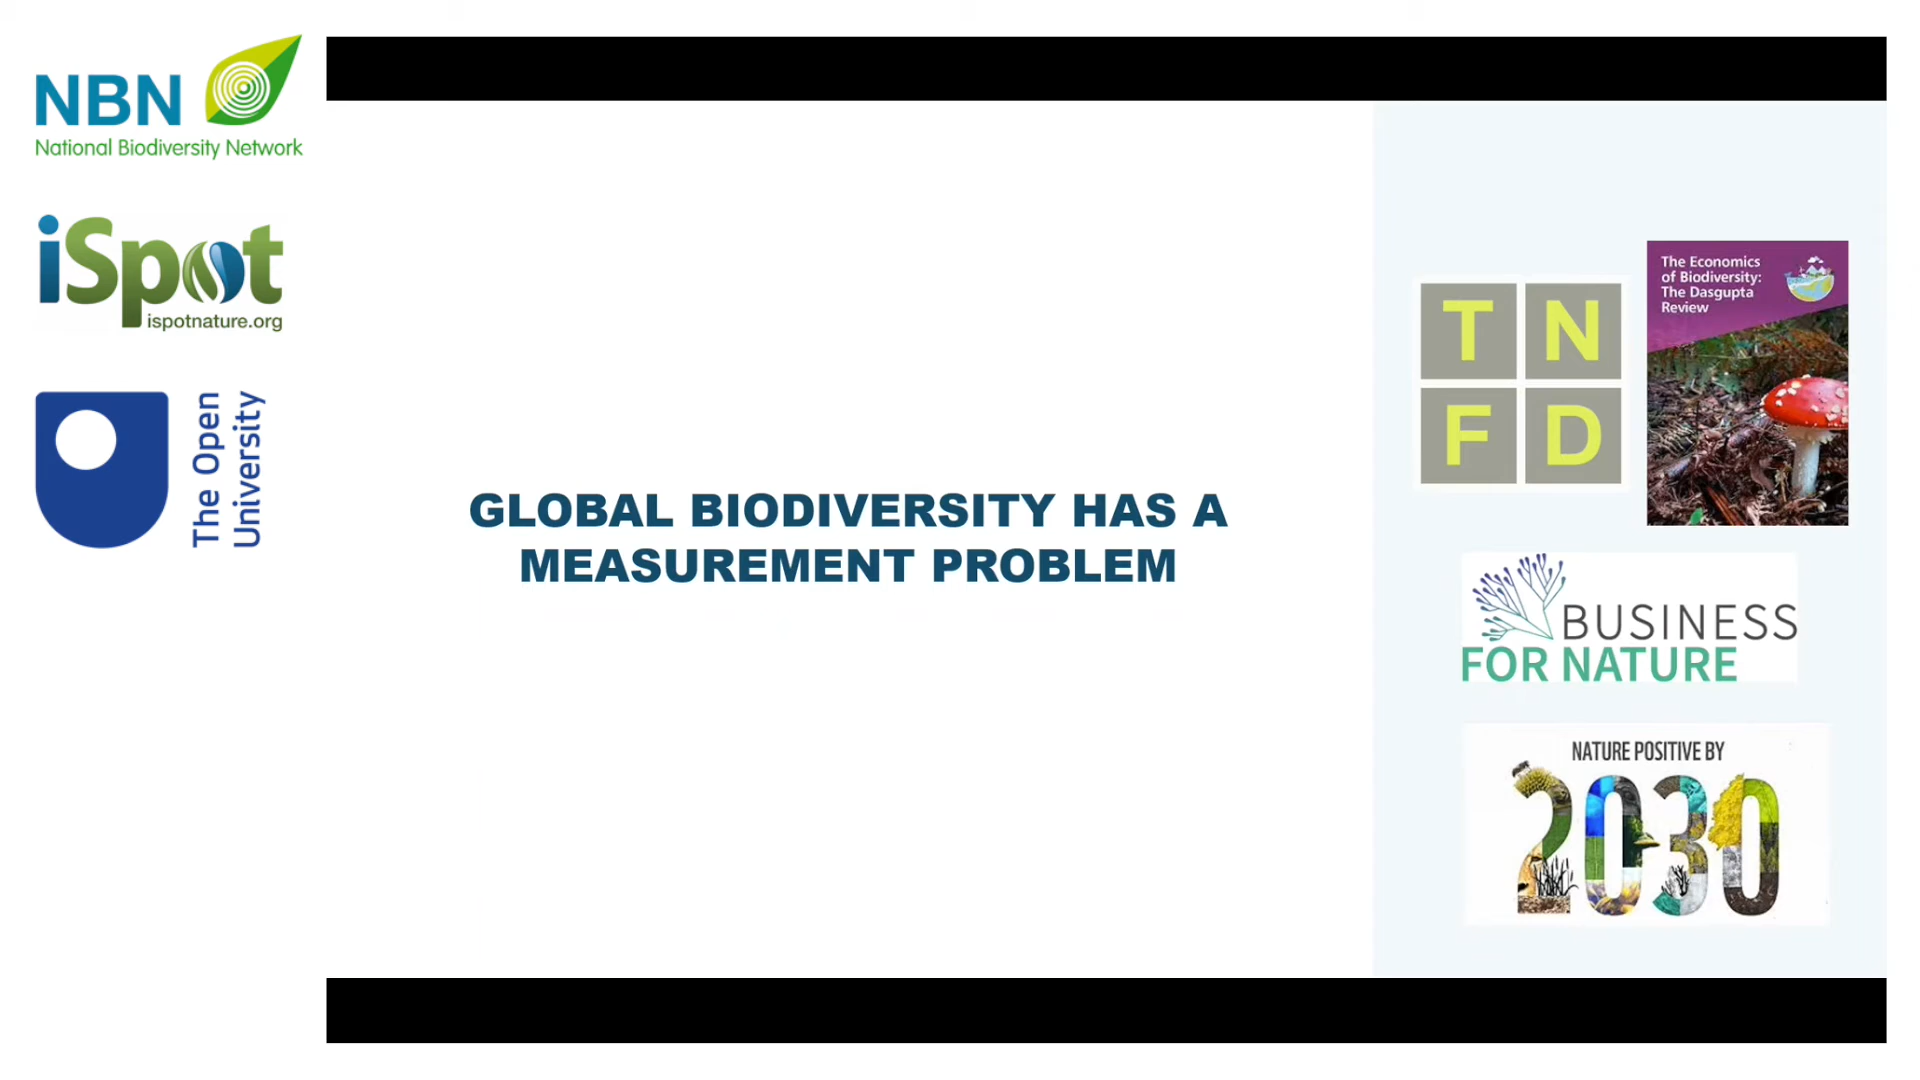 NBN
National Biodiversity Network
iSpot
ispotnature.org
The Open
University
GLOBAL BIODIVERSITY HAS A
MEASUREMENT PROBLEM
T N
F D
The Economics
of Biodiversity:
The Dasgupta
Review
BUSINESS
FOR NATURE
NATURE POSITIVE BY
2030